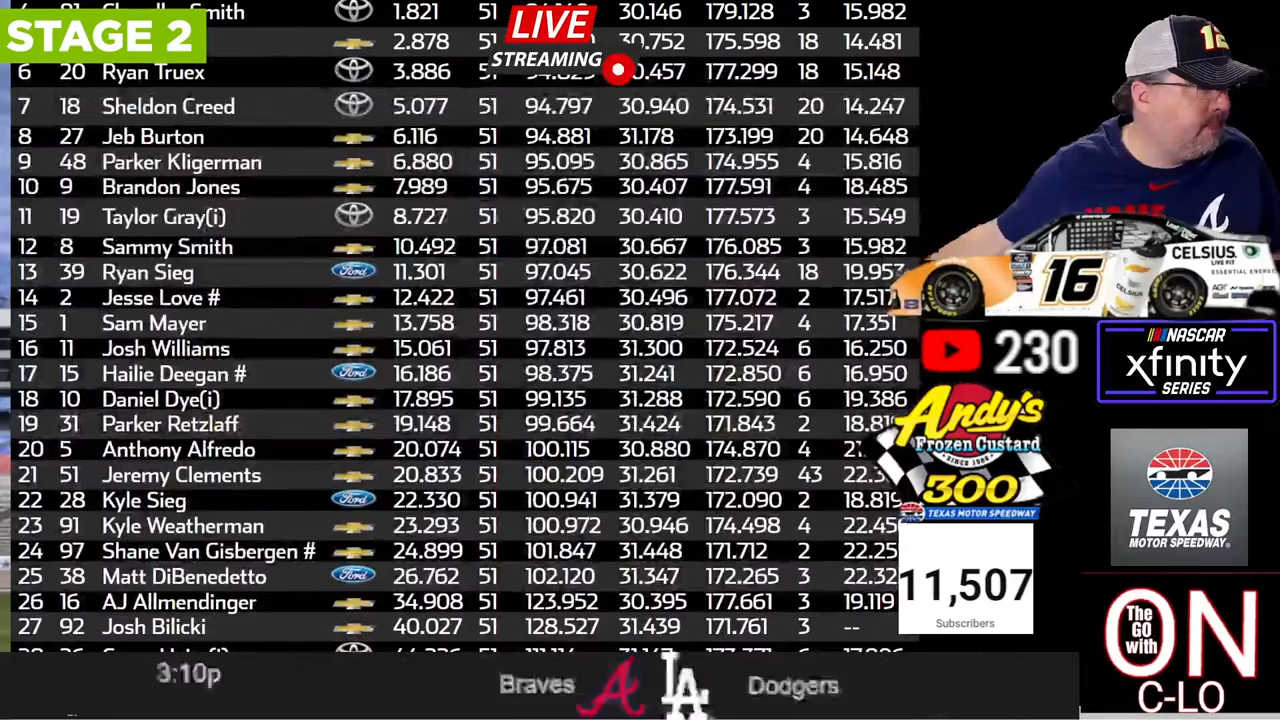 STAGE 2
LIVE
STREAMING
1.821 51 30.146 179.128 3 15.982
2.878 51 30.752 175.598 18 14.481
6 20 Ryan Truex 3.886 177.299 18 15.148
7 18 Sheldon Creed 5.077 51 94.797 30.940 174.531 20 14.247
8 27 Jeb Burton 6.116 51 94.881 31.178 173.199 20 14.648
9 48 Parker Kligerman 6.880 51 95.095 30.865 174.955 4 15.816
10 9 Brandon Jones 7.989 51 95.675 30.407 177.591 4 18.485
11 19 Taylor Gray(i) 8.727 51 95.820 30.410 177.573 3 15.549
12 8 Sammy Smith 10.492 51 97.081 30.667 176.085 3 15.982
13 39 Ryan Sieg Ford 11.301 51 97.045 30.622 176.344 18 19.953
14 2 Jesse Love # 12.422 51 97.461 30.496 177.072 2 17.517
15 1 Sam Mayer 13.758 51 98.318 30.819 175.217 4 17.351
16 11 Josh Williams 15.061 51 97.813 31.300 172.524 6 16.250
17 15 Hailie Deegan # Ford 16.186 51 98.375 31.241 172.850 6 16.950
18 10 Daniel Dye(i) 17.895 51 99.135 31.288 172.590 6 19.386
19 31 Parker Retzlaff 19.148 51 99.664 31.424 171.843 2
20 5 Anthony Alfredo 20.074 51 100.115 30.880 174.870 4
21 51 Jeremy Clements 20.833 51 100.209 31.261 172.739 43
22 28 Kyle Sieg Ford 22.330 51 100.941 31.379 172.090 2
23 91 Kyle Weatherman 23.293 51 100.972 30.946 174.498 4
24 97 Shane Van Gisbergen # 24.899 51 101.847 31.448 171.712 2
25 38 Matt DiBenedetto Ford 26.762 51 102.120 31.347 172.265 3
26 16 AJ Allmendinger 34.908 51 123.952 30.395 177.661 3 19.119
27 92 Josh Bilicki 40.027 51 128.527 31.439 171.761 3 --
16
CELSIUS
LIVE FIT
ESSENTIAL ENERGY
230
NASCAR
xfinity
SERIES
Andy's
Frozen Custard
SINCE 1986
300
TEXAS MOTOR SPEEDWAY
TEXAS
MOTOR SPEEDWAY
11,507
Subscribers
The GO with ON
C-LO
3:10p Braves A LA Dodgers